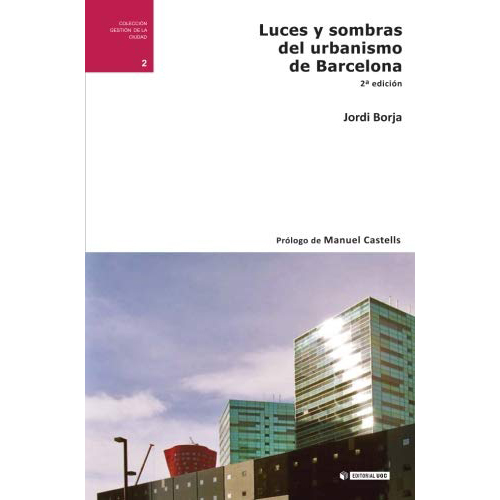 COLECCIÓN
GESTIÓN DE LA
CIUDAD
2
Luces y sombras
del urbanismo
de Barcelona
2ª edición
Jordi Borja
Prólogo de Manuel Castells
EDITORIAL UOC